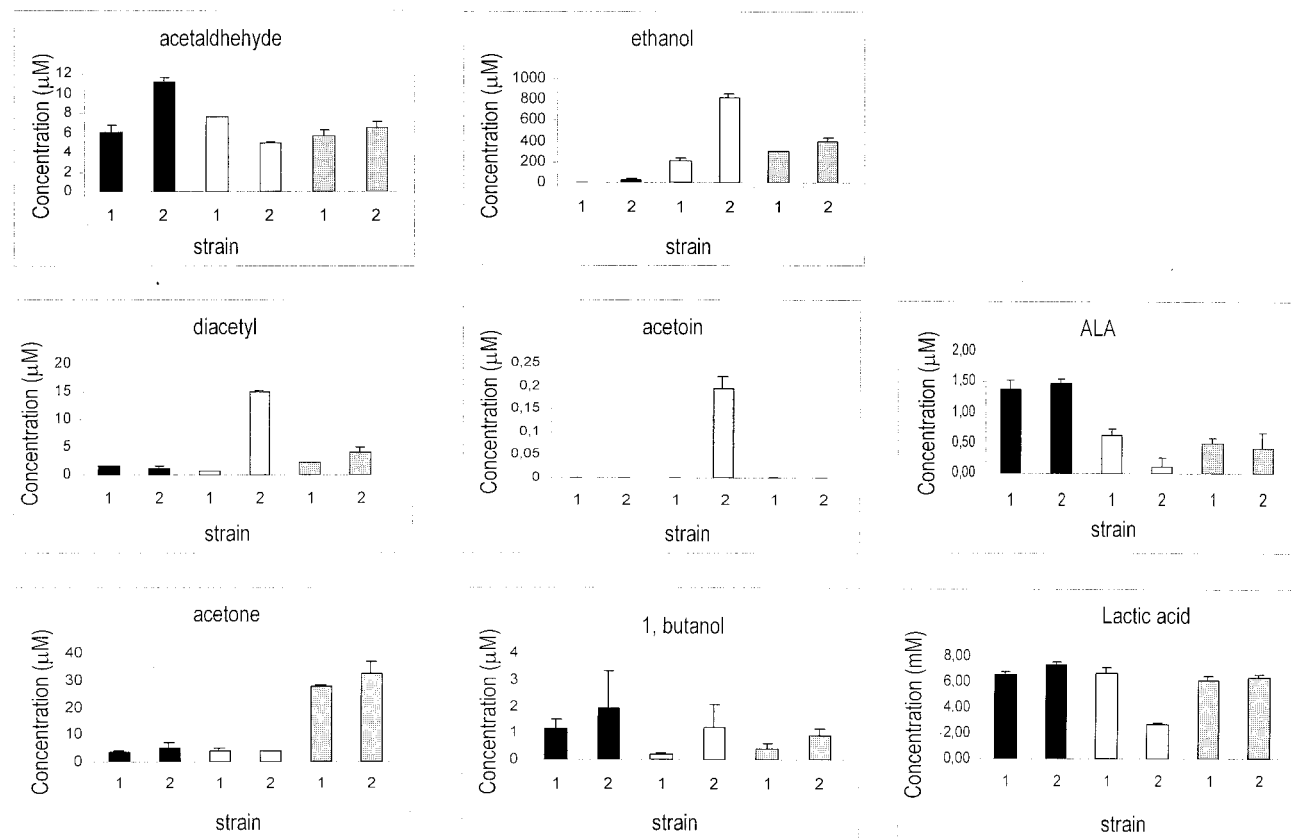 acetaldhehyde
Concentration (μM)
12
10
8
6
4
2
0
1 2 1 2 1 2
strain
ethanol
Concentration (μM)
1000
800
600
400
200
0
1 2 1 2 1 2
strain
diacetyl
Concentration (μM)
20
15
10
5
0
1 2 1 2 1 2
strain
acetoin
Concentration (μM)
0,25
0,2
0,15
0,1
0,05
0
1 2 1 2 1 2
strain
ALA
Concentration (μM)
2,00
1,50
1,00
0,50
0,00
1 2 1 2 1 2
strain
acetone
Concentration (μM)
40
30
20
10
0
1 2 1 2 1 2
strain
1, butanol
Concentration (μM)
4
3
2
1
0
1 2 1 2 1 2
strain
Lactic acid
Concentration (mM)
8,00
6,00
4,00
2,00
0,00
1 2 1 2 1 2
strain